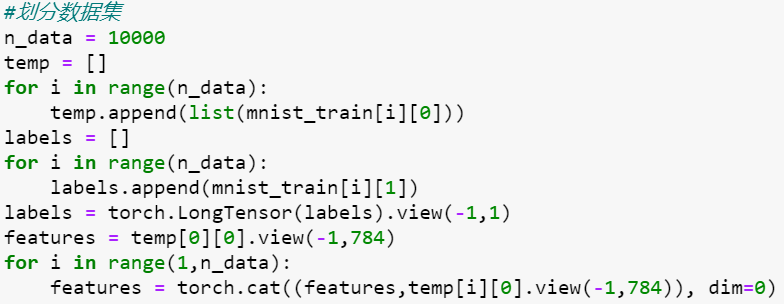 #划分数据集
n_data = 10000
temp = []
for i in range(n_data):
    temp.append(list(mnist_train[i][0]))
labels = []
for i in range(n_data):
    labels.append(mnist_train[i][1])
labels = torch.LongTensor(labels).view(-1,1)
features = temp[0][0].view(-1,784)
for i in range(1,n_data):
    features = torch.cat((features,temp[i][0].view(-1,784)), dim=0)